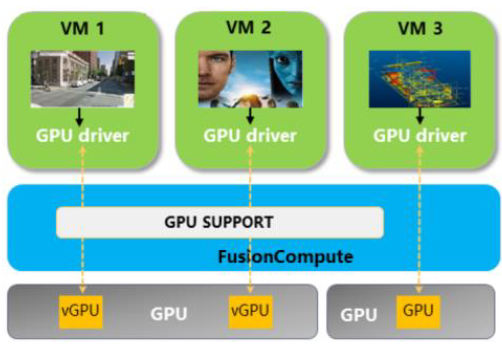 VM 1
VM 2
VM 3
GPU driver
GPU driver
GPU driver
GPU SUPPORT
FusionCompute
vGPU
GPU
vGPU
GPU
GPU